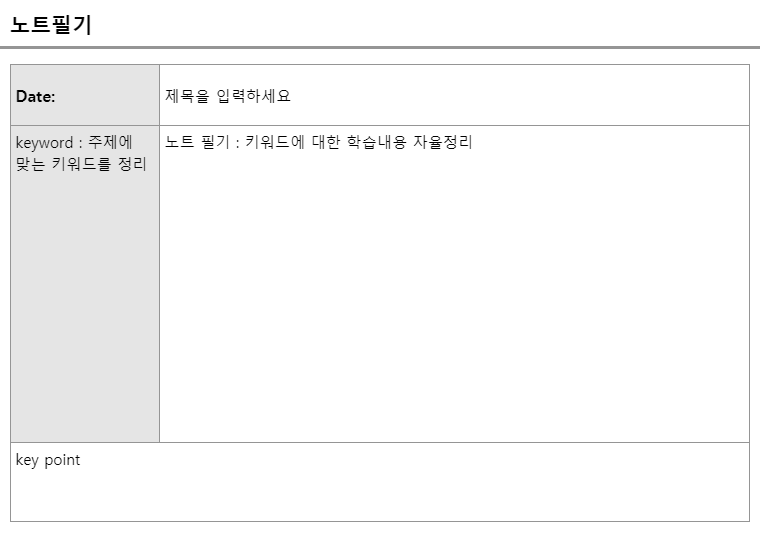 노트필기
Date:
제목을 입력하세요
keyword : 주제에
맞는 키워드를 정리
노트 필기 : 키워드에 대한 학습내용 자율정리
key point